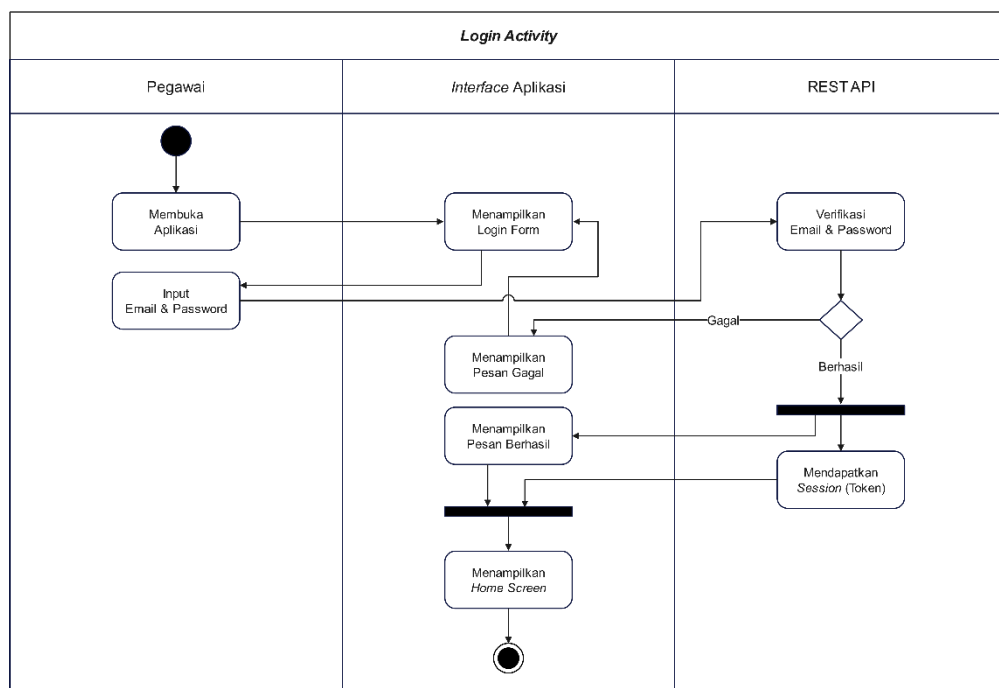 Login Activity
Pegawai
Interface Aplikasi
REST API
Membuka
Aplikasi
Menampilkan
Login Form
Verifikasi
Email & Password
Input
Email & Password
Gagal
Menampilkan
Pesan Gagal
Berhasil
Menampilkan
Pesan Berhasil
Mendapatkan
Session (Token)
Menampilkan
Home Screen